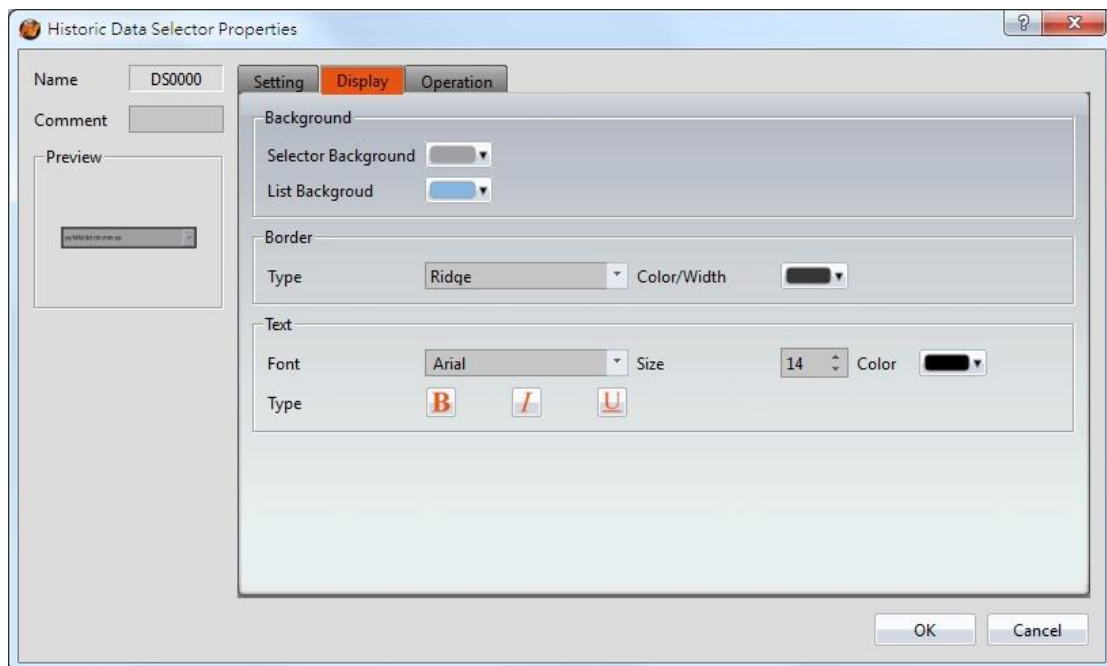 Historic Data Selector Properties
Name DS0000
Comment
Preview
Setting Display Operation
Background
Selector Background
List Backgroud
Border
Type Ridge Color/Width
Text
Font Arial Size 14 Color
Type B I U
OK Cancel